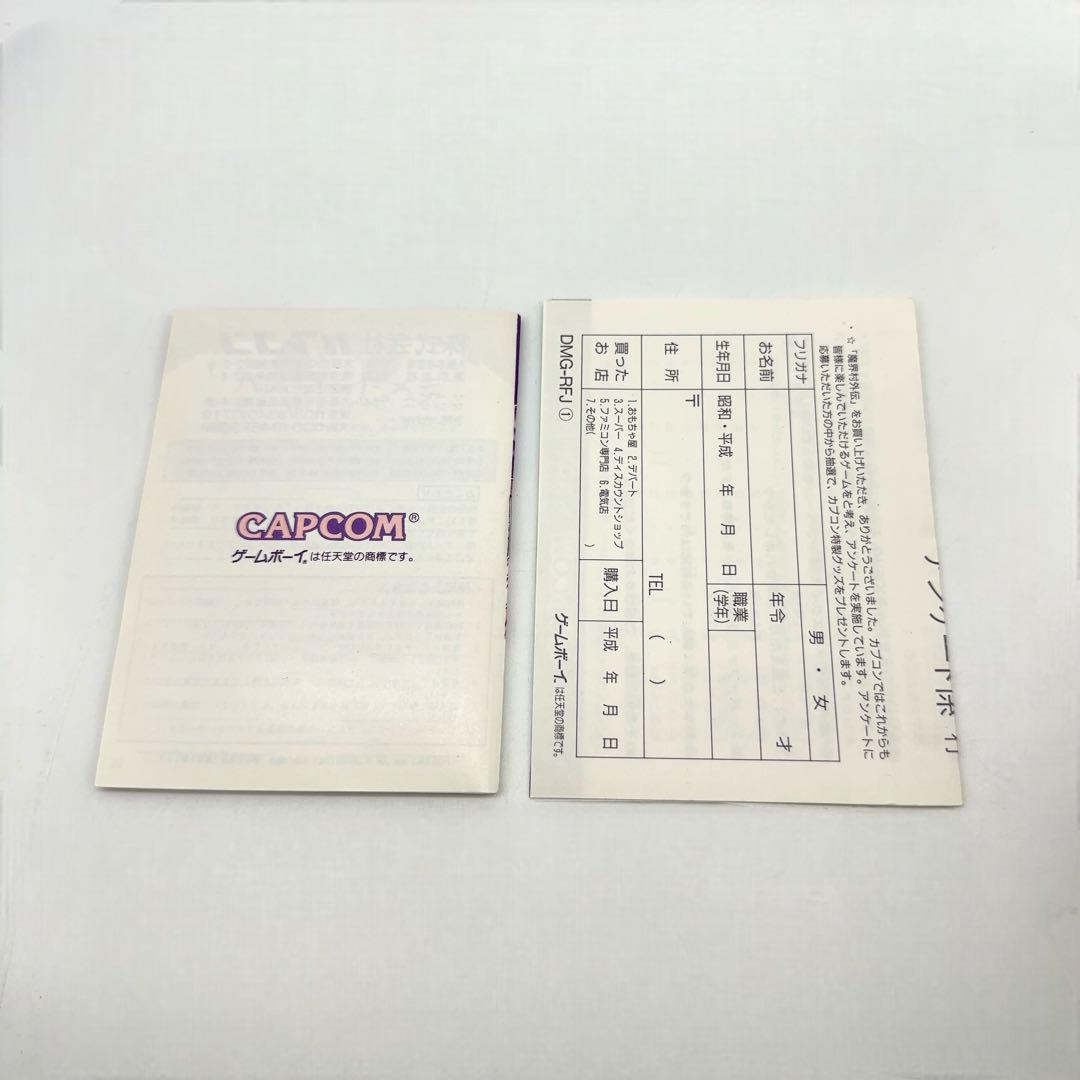 CAPCOM®
ゲームボーイ®は任天堂の商標です。
・☆「魔界村外伝」をお買い上げいただき、ありがとうございました。カプコンではこれからも
皆様に楽しんでいただけるゲームをと考え、アンケートを実施しています。アンケートに
応募いただいた方の中から抽選で、カプコン特製グッズをプレゼントします。
フリガナ
男・女
お名前
年令 才
生年月日 昭和・平成 年 月 日
職業
(学年)
住所 〒
TEL ( )
買った
お店
1.おもちゃ屋 2.デパート
3.スーパー 4.ディスカウントショップ
5.ファミコン専門店 6.電気店
7.その他( )
購入日 平成 年 月 日
DMG-RFJ ①
ゲームボーイは任天堂の商標です。